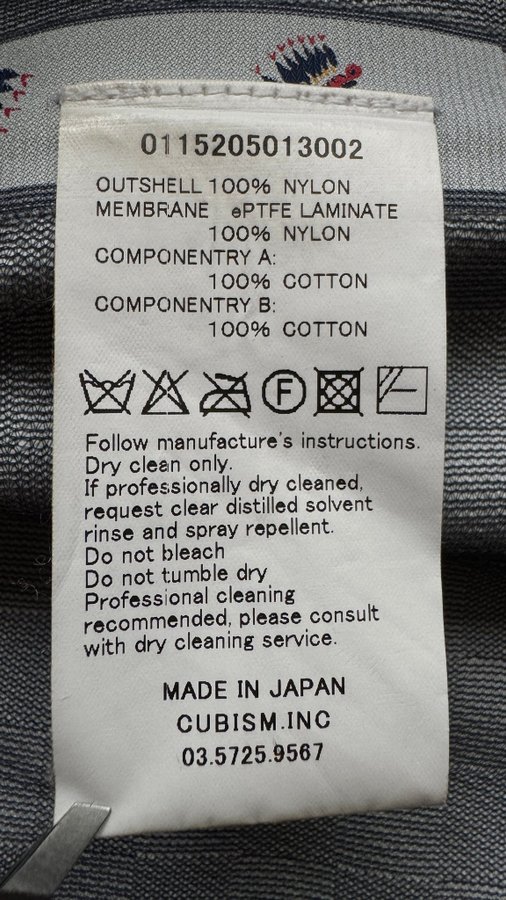 0115205013002
OUTSHELL 100% NYLON
MEMBRANE ePTFE LAMINATE
100% NYLON
COMPONENTRY A:
100% COTTON
COMPONENTRY B:
100% COTTON
F
Follow manufacture's instructions.
Dry clean only.
If professionally dry cleaned,
request clear distilled solvent
rinse and spray repellent.
Do not bleach
Do not tumble dry
Professional cleaning
recommended, please consult
with dry cleaning service.
MADE IN JAPAN
CUBISM.INC
03.5725.9567